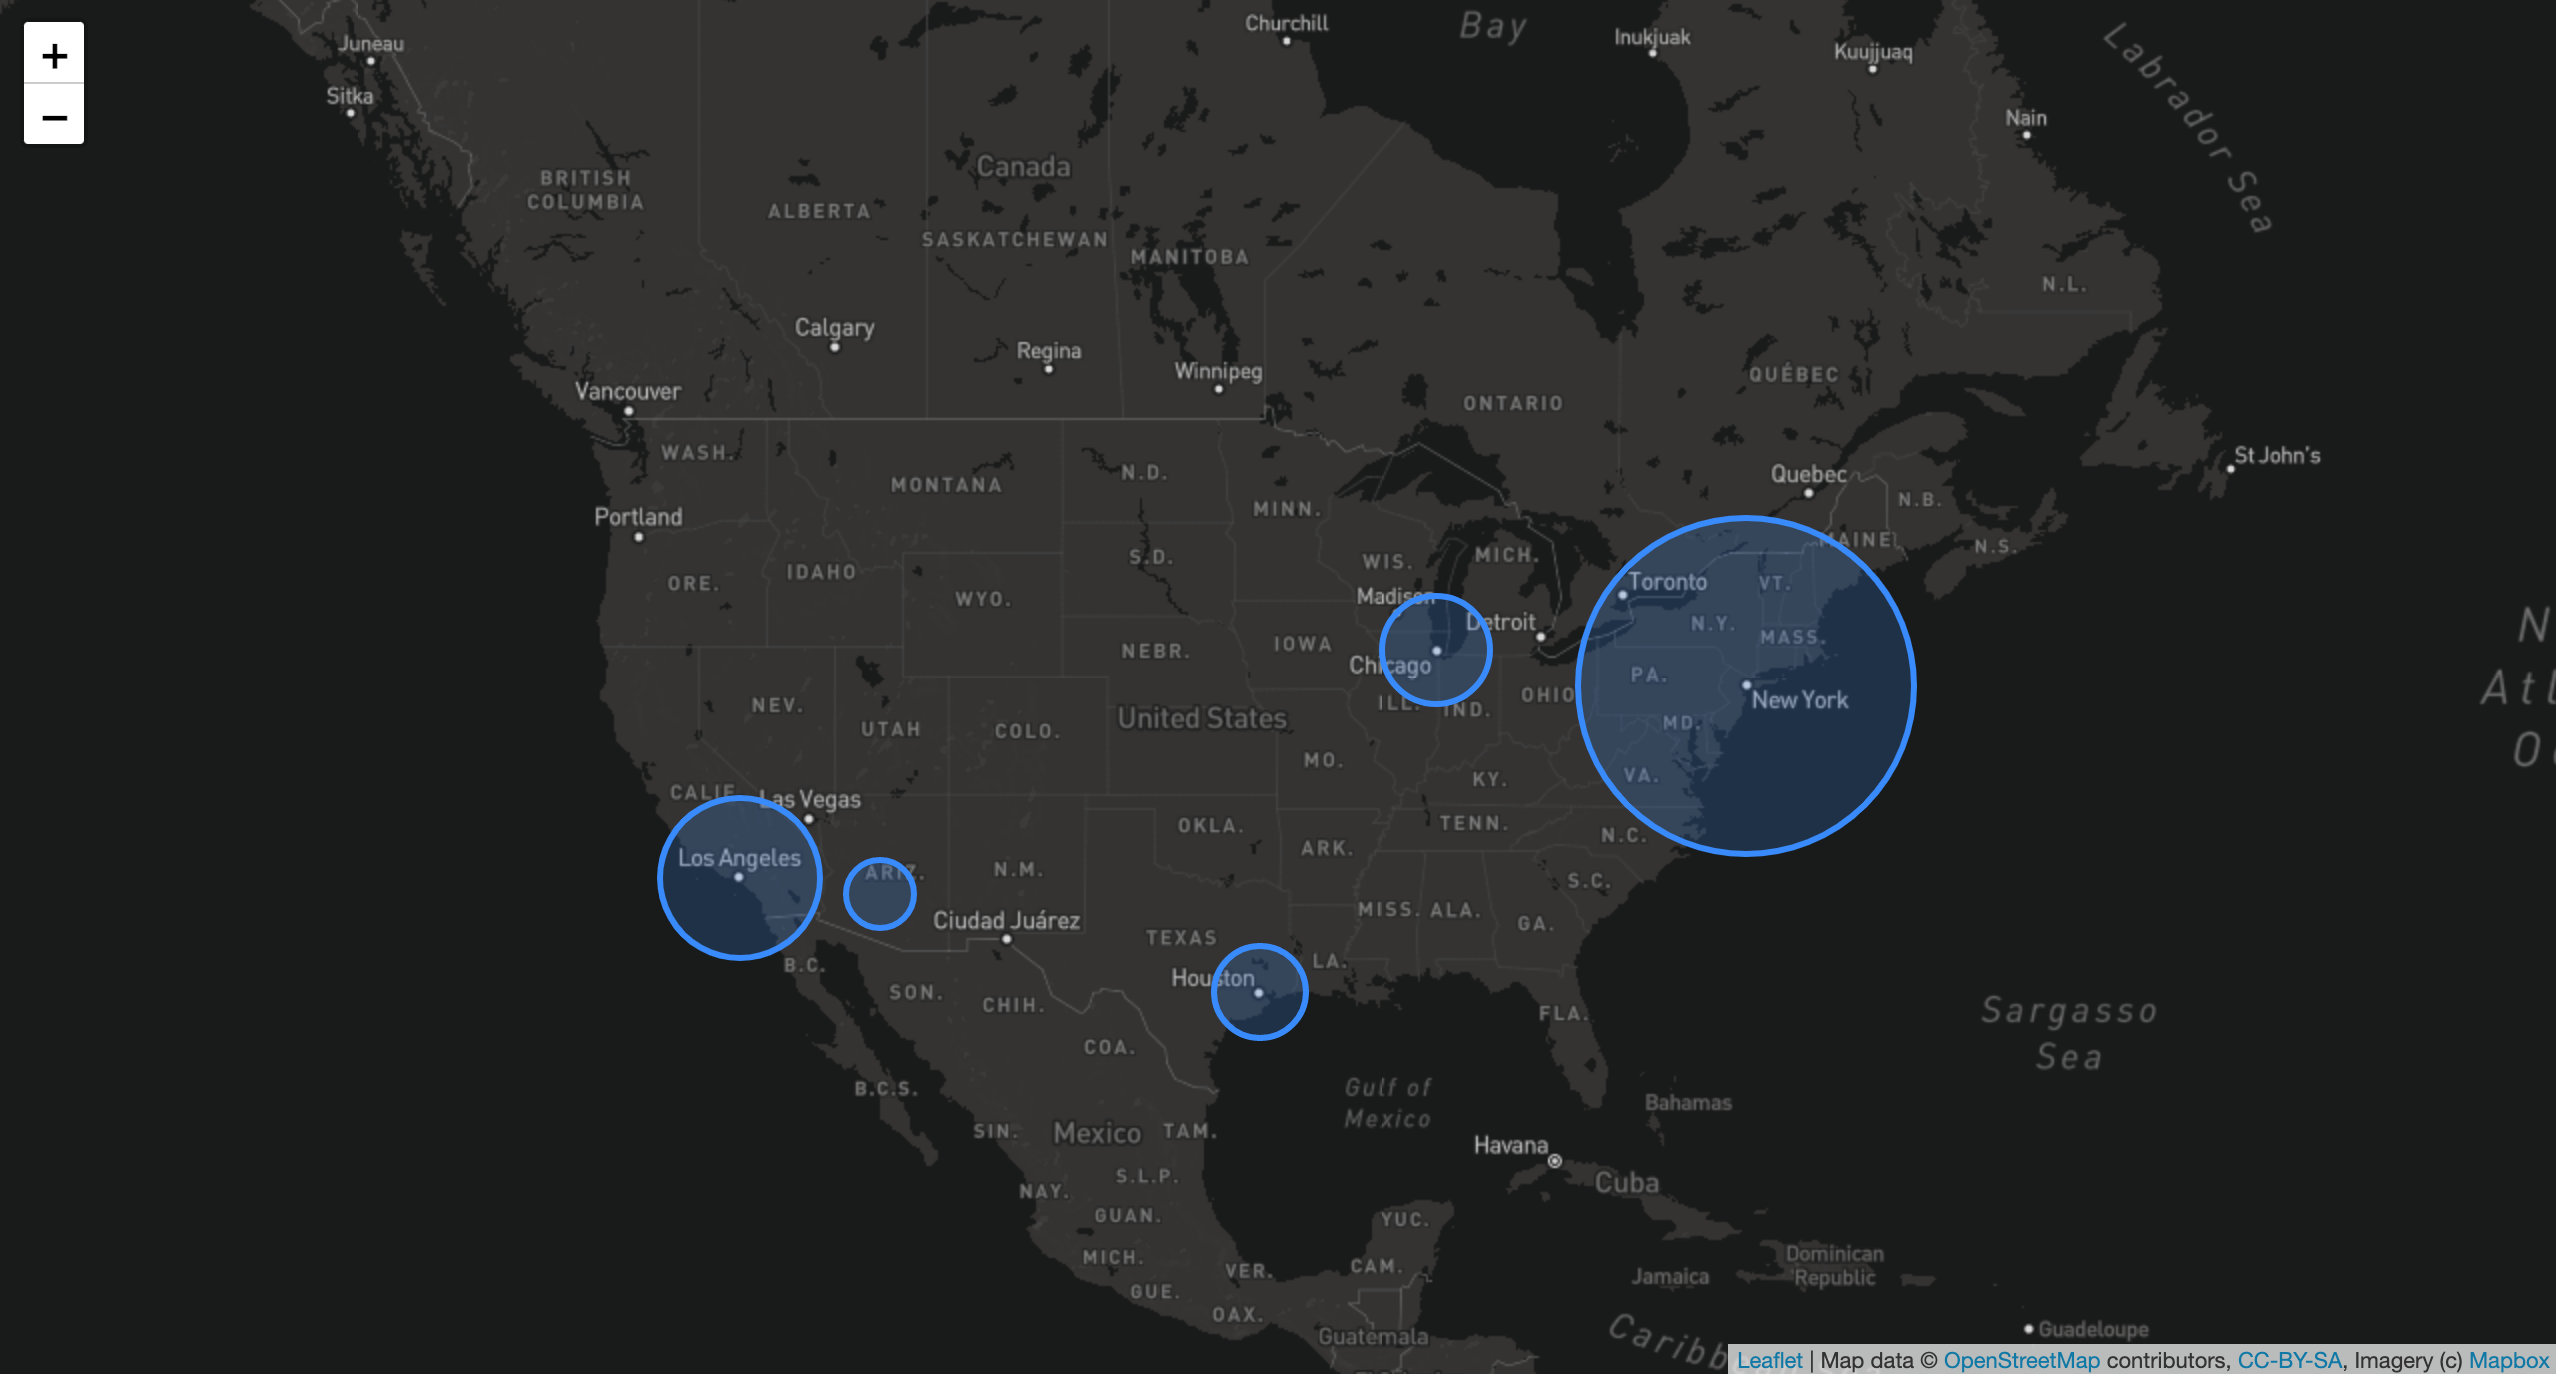 +
−
Juneau
Sitka
Churchill
Bay
Inukjuak
Kuujjuaq
Labrador Sea
Nain
Canada
BRITISH
COLUMBIA
ALBERTA
SASKATCHEWAN
MANITOBA
N.L.
Calgary
Regina
Winnipeg
Vancouver
ONTARIO
QUÉBEC
WASH.
MONTANA
N.D.
MINN.
Quebec
N.B.
St John's
Portland
ORE.
IDAHO
WYO.
S.D.
WIS.
MICH.
MAINE
N.S.
Madison
Toronto
VT.
Detroit
N.Y.
MASS.
NEBR.
IOWA
Chicago
PA.
NEV.
UTAH
COLO.
United States
ILL.
IND.
OHIO
New York
MD.
MO.
KY.
VA.
CALIF.
Las Vegas
OKLA.
TENN.
N.C.
ARK.
Los Angeles
ARIZ.
N.M.
S.C.
MISS.
ALA.
GA.
Ciudad Juárez
TEXAS
LA.
Houston
B.C.
SON.
CHIH.
FLA.
Sargasso
Sea
COA.
B.C.S.
Gulf of
Mexico
Bahamas
SIN.
Mexico
TAM.
Havana
Cuba
S.L.P.
NAY.
GUAN.
YUC.
MICH.
VER.
CAM.
Jamaica
Dominican
Republic
GUE.
OAX.
Guatemala
Guadeloupe
Leaflet | Map data © OpenStreetMap contributors, CC-BY-SA, Imagery (c) Mapbox